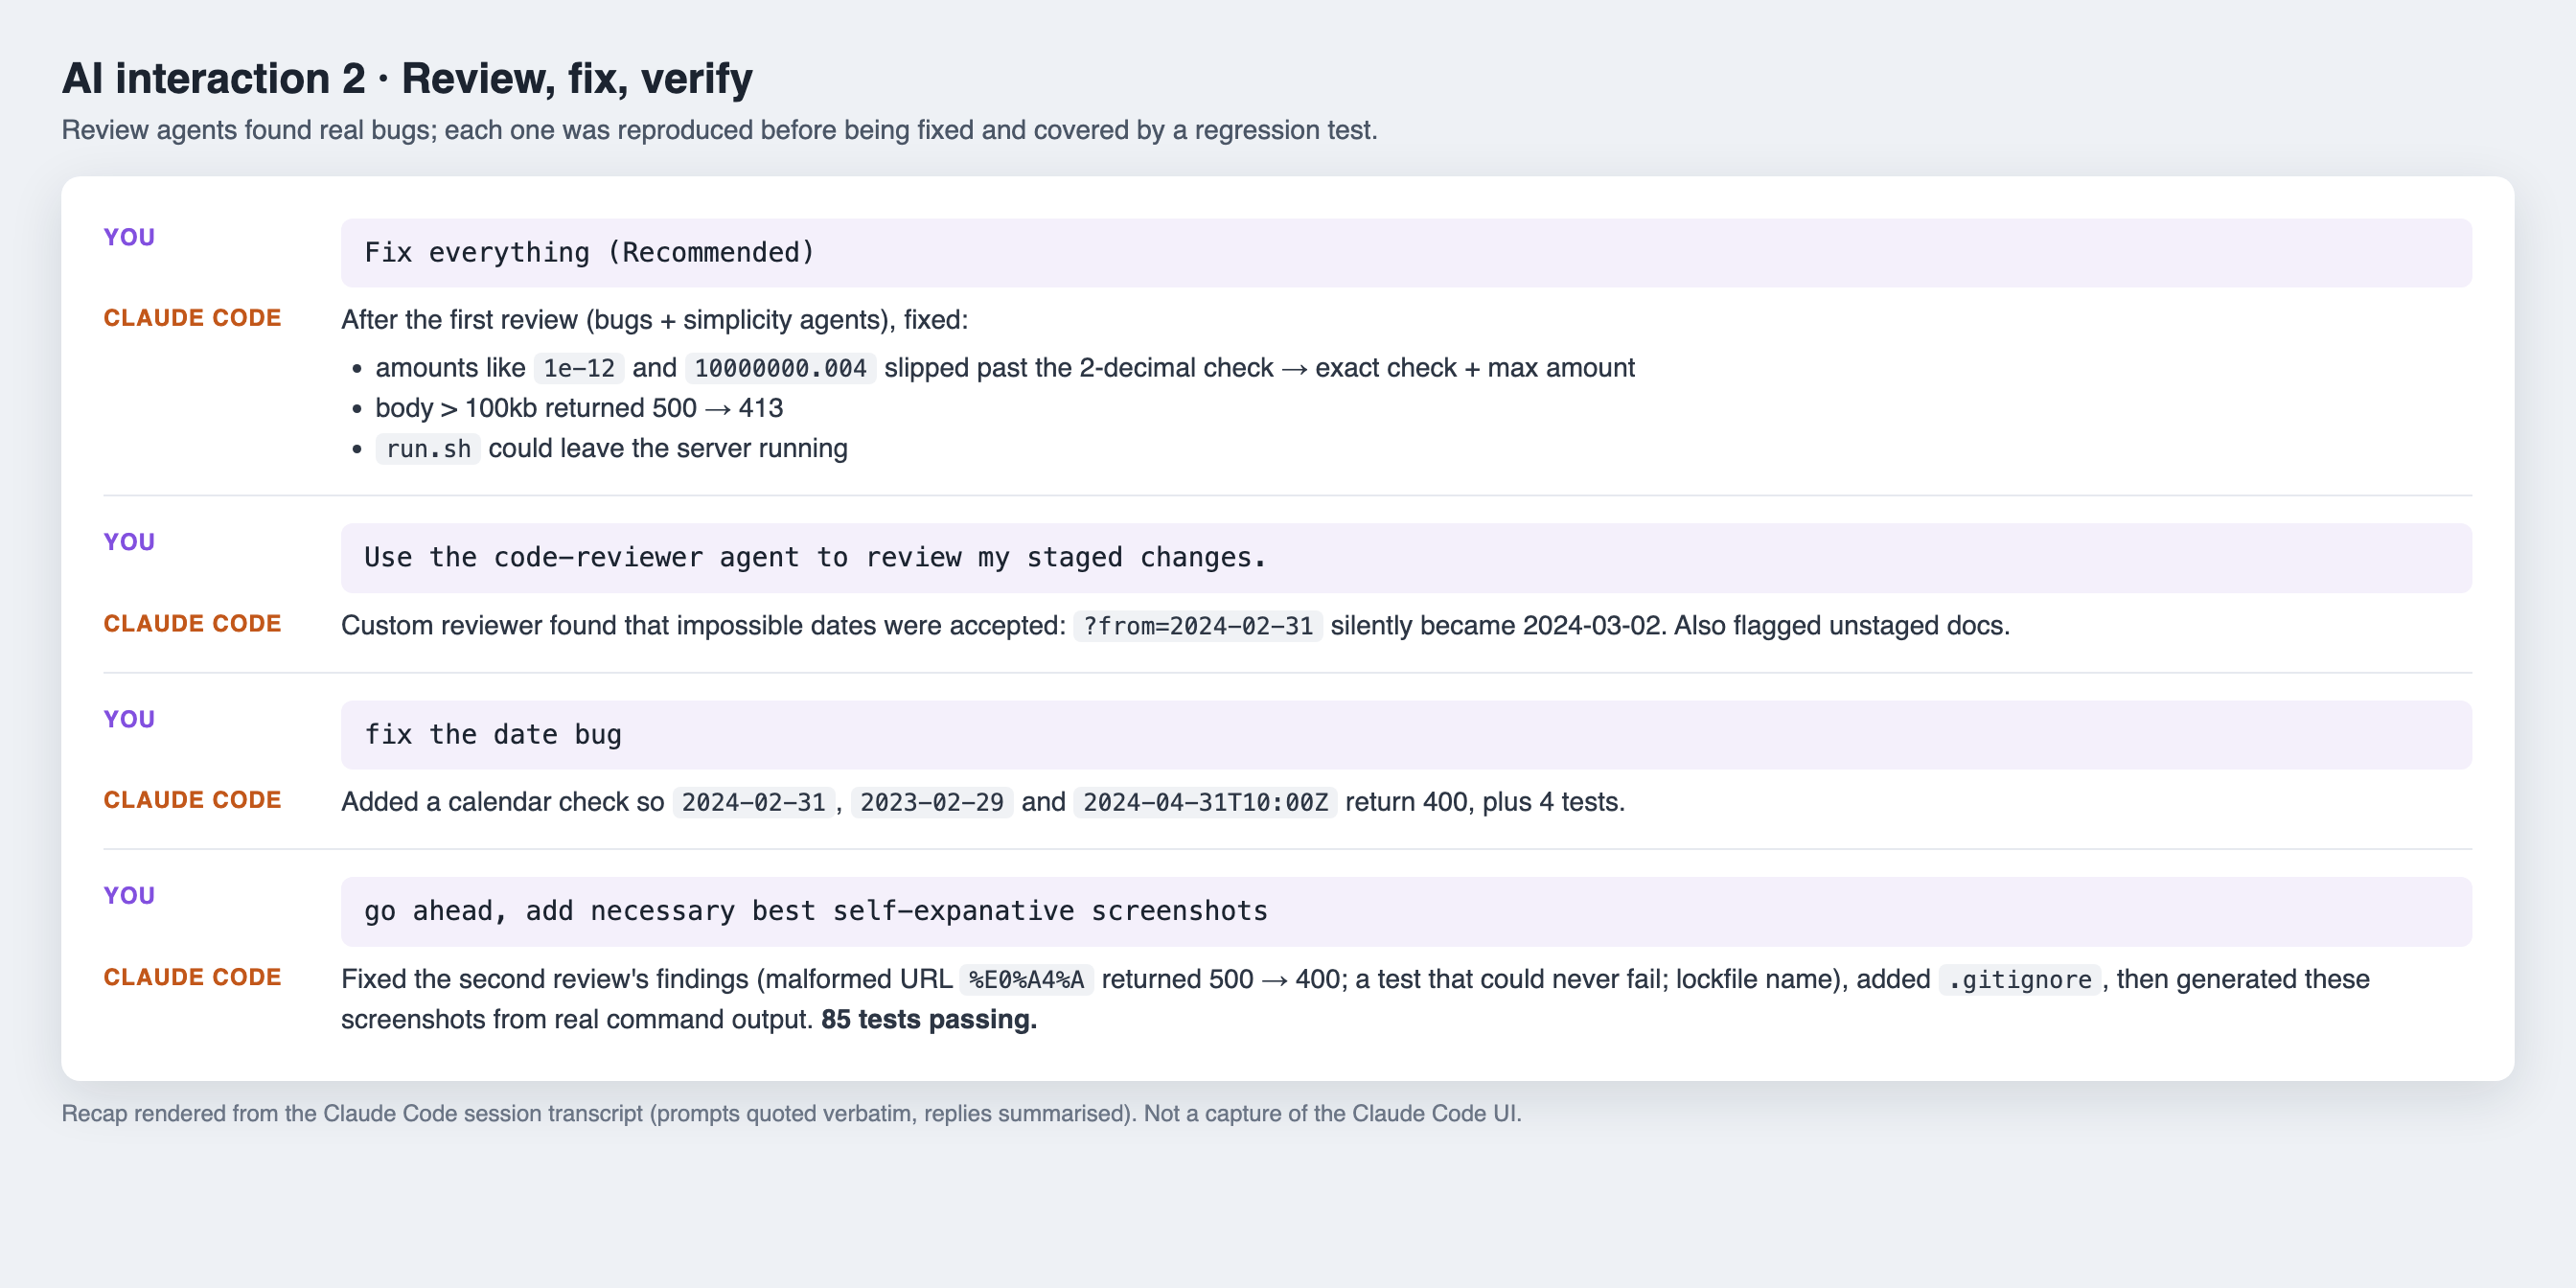 AI interaction 2 · Review, fix, verify
Review agents found real bugs; each one was reproduced before being fixed and covered by a regression test.
YOU
Fix everything (Recommended)
CLAUDE CODE
After the first review (bugs + simplicity agents), fixed:
• amounts like 1e-12 and 10000000.004 slipped past the 2-decimal check → exact check + max amount
• body > 100kb returned 500 → 413
• run.sh could leave the server running
YOU
Use the code-reviewer agent to review my staged changes.
CLAUDE CODE
Custom reviewer found that impossible dates were accepted: ?from=2024-02-31 silently became 2024-03-02. Also flagged unstaged docs.
YOU
fix the date bug
CLAUDE CODE
Added a calendar check so 2024-02-31, 2023-02-29 and 2024-04-31T10:00Z return 400, plus 4 tests.
YOU
go ahead, add necessary best self-expanative screenshots
CLAUDE CODE
Fixed the second review's findings (malformed URL %E0%A4%A returned 500 → 400; a test that could never fail; lockfile name), added .gitignore, then generated these
screenshots from real command output. 85 tests passing.
Recap rendered from the Claude Code session transcript (prompts quoted verbatim, replies summarised). Not a capture of the Claude Code UI.